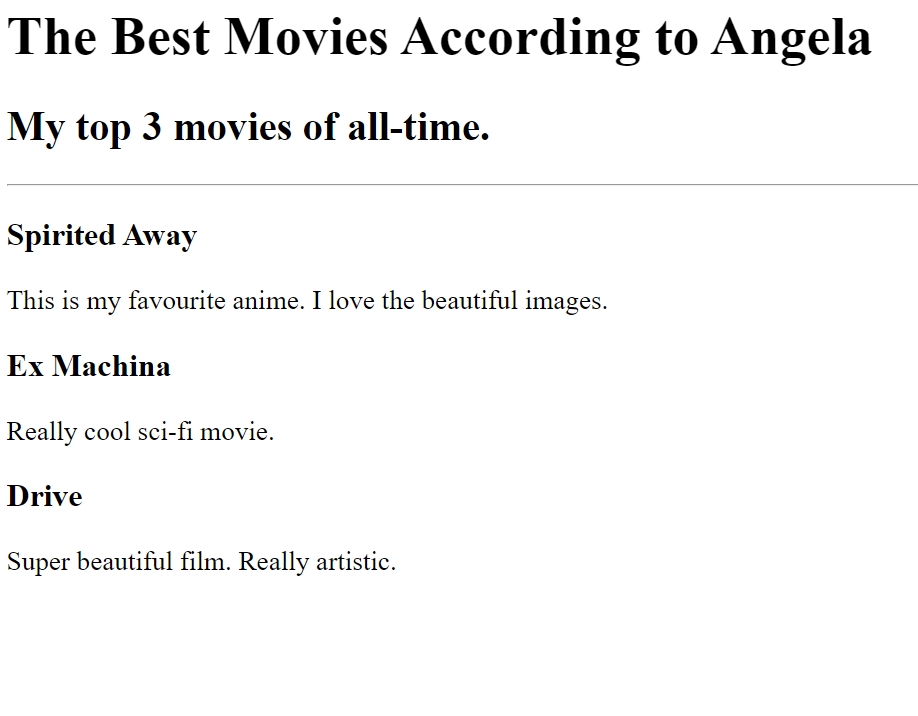 The Best Movies According to Angela
My top 3 movies of all-time.
Spirited Away
This is my favourite anime. I love the beautiful images.
Ex Machina
Really cool sci-fi movie.
Drive
Super beautiful film. Really artistic.